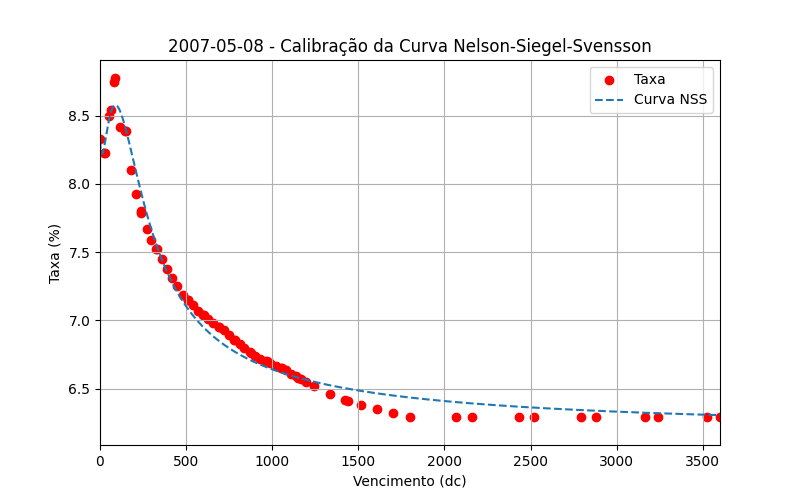 2007-05-08 - Calibração da Curva Nelson-Siegel-Svensson
Taxa
Curva NSS
Taxa (%)
8.5
8.0
7.5
7.0
6.5
0 500 1000 1500 2000 2500 3000 3500
Vencimento (dc)